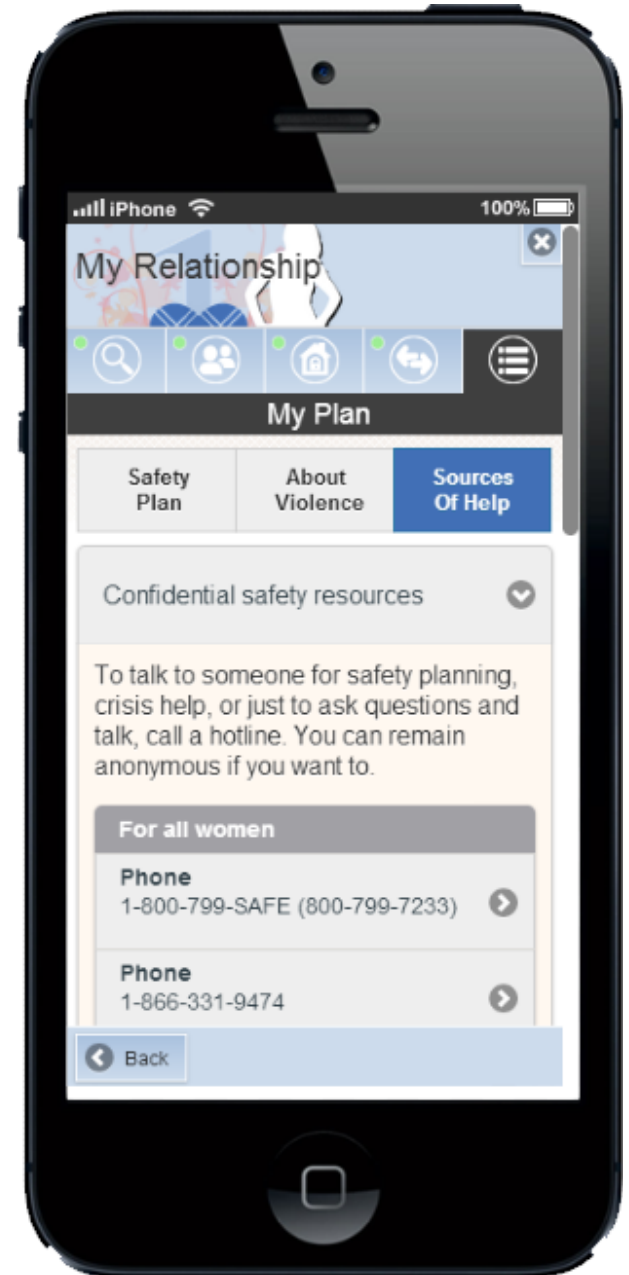 iPhone 100%
My Relationship
My Plan
Safety Plan
About Violence
Sources Of Help
Confidential safety resources
To talk to someone for safety planning,
crisis help, or just to ask questions and
talk, call a hotline. You can remain
anonymous if you want to.
For all women
Phone
1-800-799-SAFE (800-799-7233)
Phone
1-866-331-9474
Back